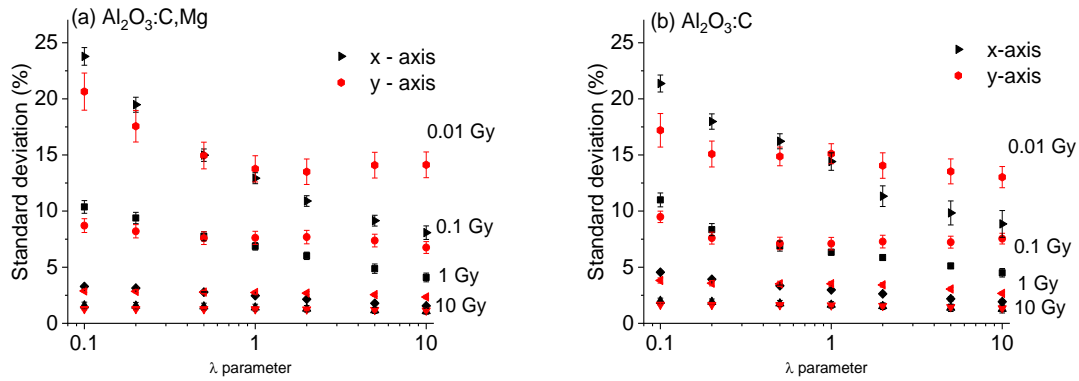 (a) Al₂O₃:C,Mg
Standard deviation (%)
25
20
15
10
5
0
x - axis
y - axis
0.01 Gy
0.1 Gy
1 Gy
10 Gy
0.1
1
10
λ parameter
(b) Al₂O₃:C
Standard deviation (%)
25
20
15
10
5
0
x-axis
y-axis
0.01 Gy
0.1 Gy
1 Gy
10 Gy
0.1
1
10
λ parameter